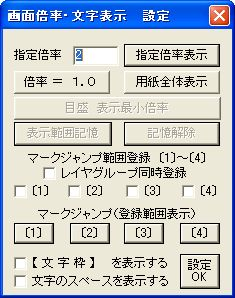 画面倍率・文字表示 設定
指定倍率 2 指定倍率表示
倍率 = 1.0 用紙全体表示
目盛 表示最小倍率
表示範囲記憶 記憶解除
マークジャンプ範囲登録 〔1〕~〔4〕
レイヤグループ同時登録
〔1〕 〔2〕 〔3〕 〔4〕
マークジャンプ(登録範囲表示)
〔1〕 〔2〕 〔3〕 〔4〕
【 文 字 枠 】 を表示する
文字のスペースを表示する
設定
OK